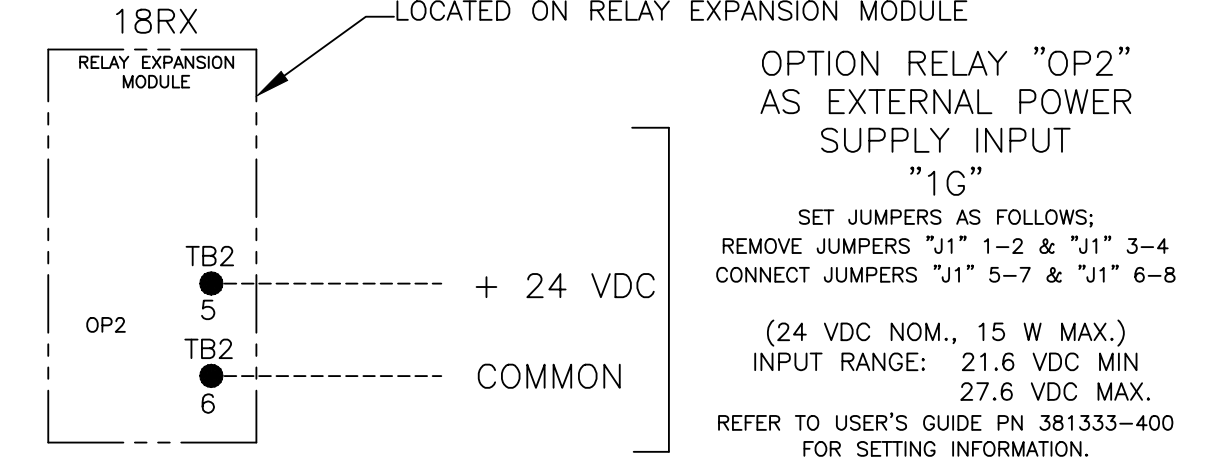 18RX
LOCATED ON RELAY EXPANSION MODULE
RELAY EXPANSION
MODULE
TB2
5
OP2
TB2
6
+ 24 VDC
COMMON
OPTION RELAY "OP2"
AS EXTERNAL POWER
SUPPLY INPUT
"1G"
SET JUMPERS AS FOLLOWS;
REMOVE JUMPERS "J1" 1-2 & "J1" 3-4
CONNECT JUMPERS "J1" 5-7 & "J1" 6-8
(24 VDC NOM., 15 W MAX.)
INPUT RANGE: 21.6 VDC MIN
27.6 VDC MAX.
REFER TO USER'S GUIDE PN 381333-400
FOR SETTING INFORMATION.